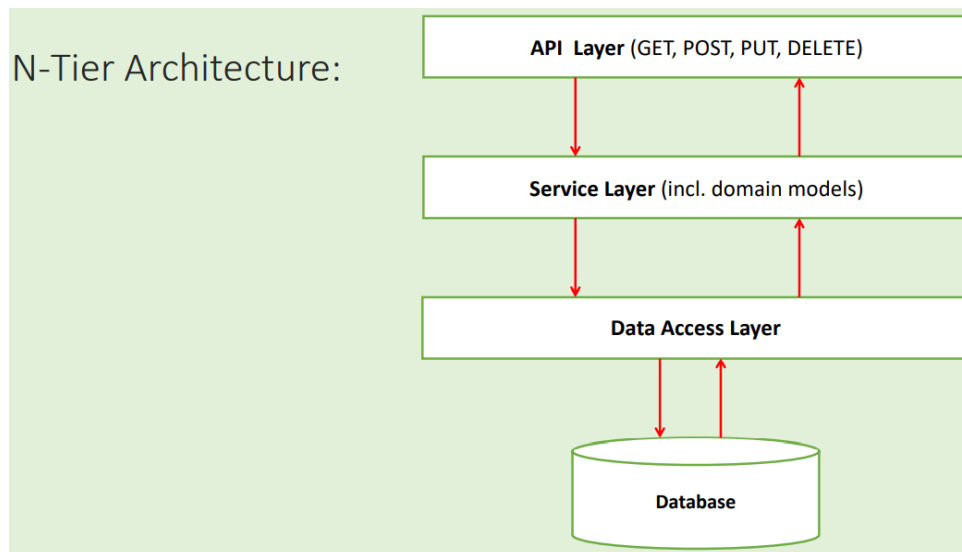 N-Tier Architecture:
API Layer (GET, POST, PUT, DELETE)
Service Layer (incl. domain models)
Data Access Layer
Database